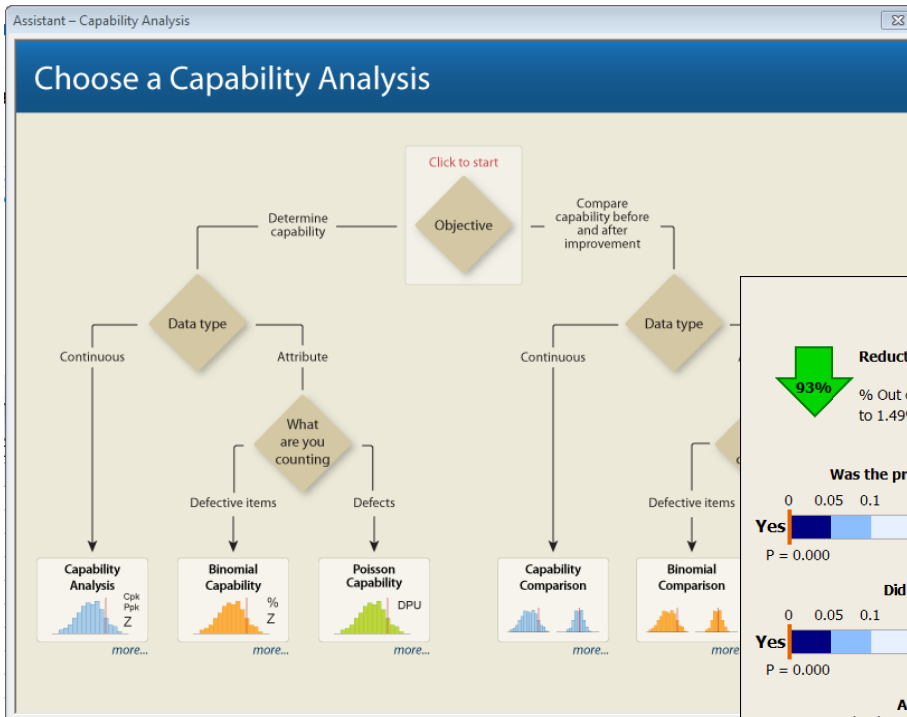 Assistant – Capability Analysis
Choose a Capability Analysis
Click to start
Objective
Determine
capability
Compare
capability before
and after
improvement
Data type
Data type
Continuous
Attribute
Continuous
What
are you
counting
Defective items
Defects
Defective items
Capability
Analysis
Cpk
Ppk
Z
more...
Binomial
Capability
%
Z
more...
Poisson
Capability
DPU
more...
Capability
Comparison
more...
Binomial
Comparison
more
93%
% Out
to 1.49
Was the
0 0.05 0.1
Yes
P = 0.000
Did
0 0.05 0.1
Yes
P = 0.000